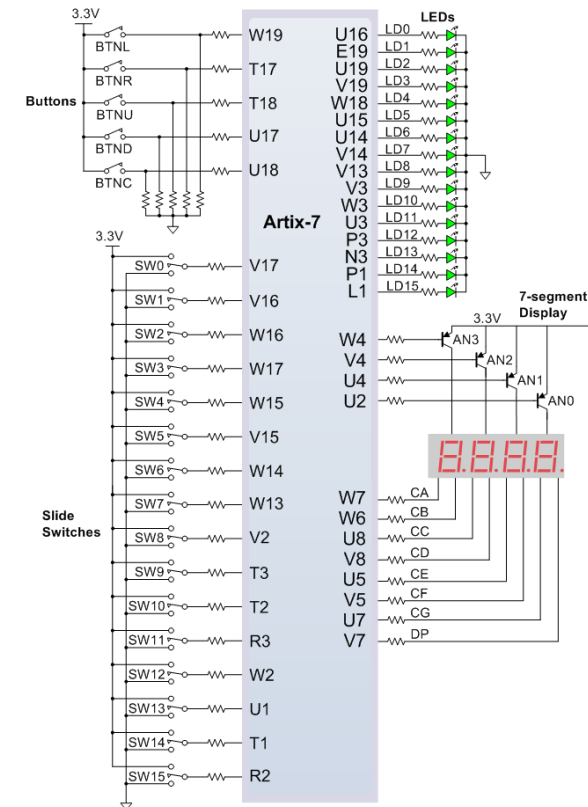 3.3V
BTNL
W19
BTNR
T17
Buttons
BTNU
T18
BTND
U17
BTNC
U18
Artix-7
LEDs
U16 LD0
E19 LD1
U19 LD2
V19 LD3
W18 LD4
U15 LD5
U14 LD6
V14 LD7
V13 LD8
V3 LD9
W3 LD10
U3 LD11
P3 LD12
N3 LD13
P1 LD14
L1 LD15
3.3V
SW0 V17
SW1 V16
SW2 W16
SW3 W17
SW4 W15
SW5 V15
SW6 W14
SW7 W13
Slide
Switches
SW8 V2
SW9 T3
SW10 T2
SW11 R3
SW12 W2
SW13 U1
SW14 T1
SW15 R2
7-segment
Display
3.3V
W4 AN3
V4 AN2
U4 AN1
U2 AN0
8.8.8.8.
W7 CA
W6 CB
U8 CC
V8 CD
U5 CE
V5 CF
U7 CG
V7 DP